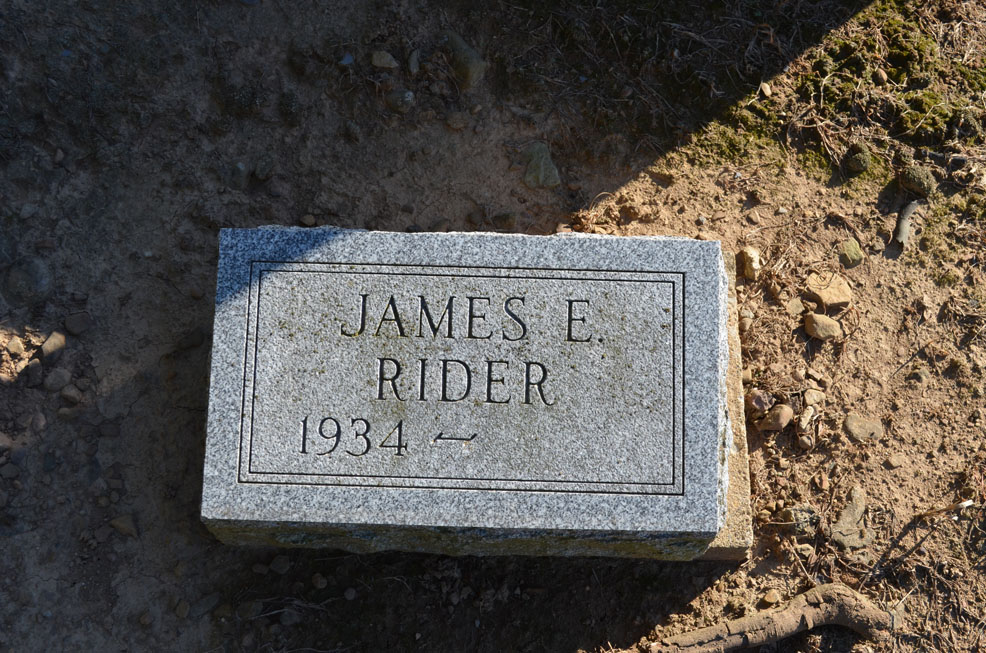 JAMES E.
RIDER
1934 –